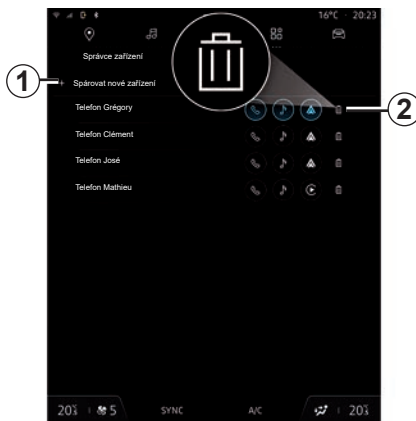 16°C · 20:23
Správce zařízení
1
+ Spárovat nové zařízení
Telefon Grégory
2
Telefon Clément
Telefon José
Telefon Mathieu
5 SYNC A/C